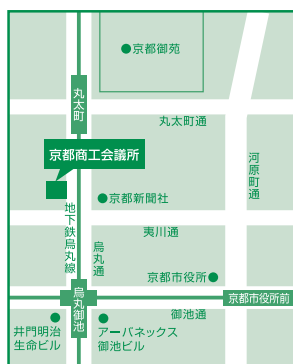 京都御苑
丸太町
丸太町通
京都商工会議所
河原町通
京都新聞社
地下鉄烏丸線
烏丸通
夷川通
京都市役所
烏丸御池
京都市役所前
御池通
井門明治
生命ビル
アーバネックス
御池ビル